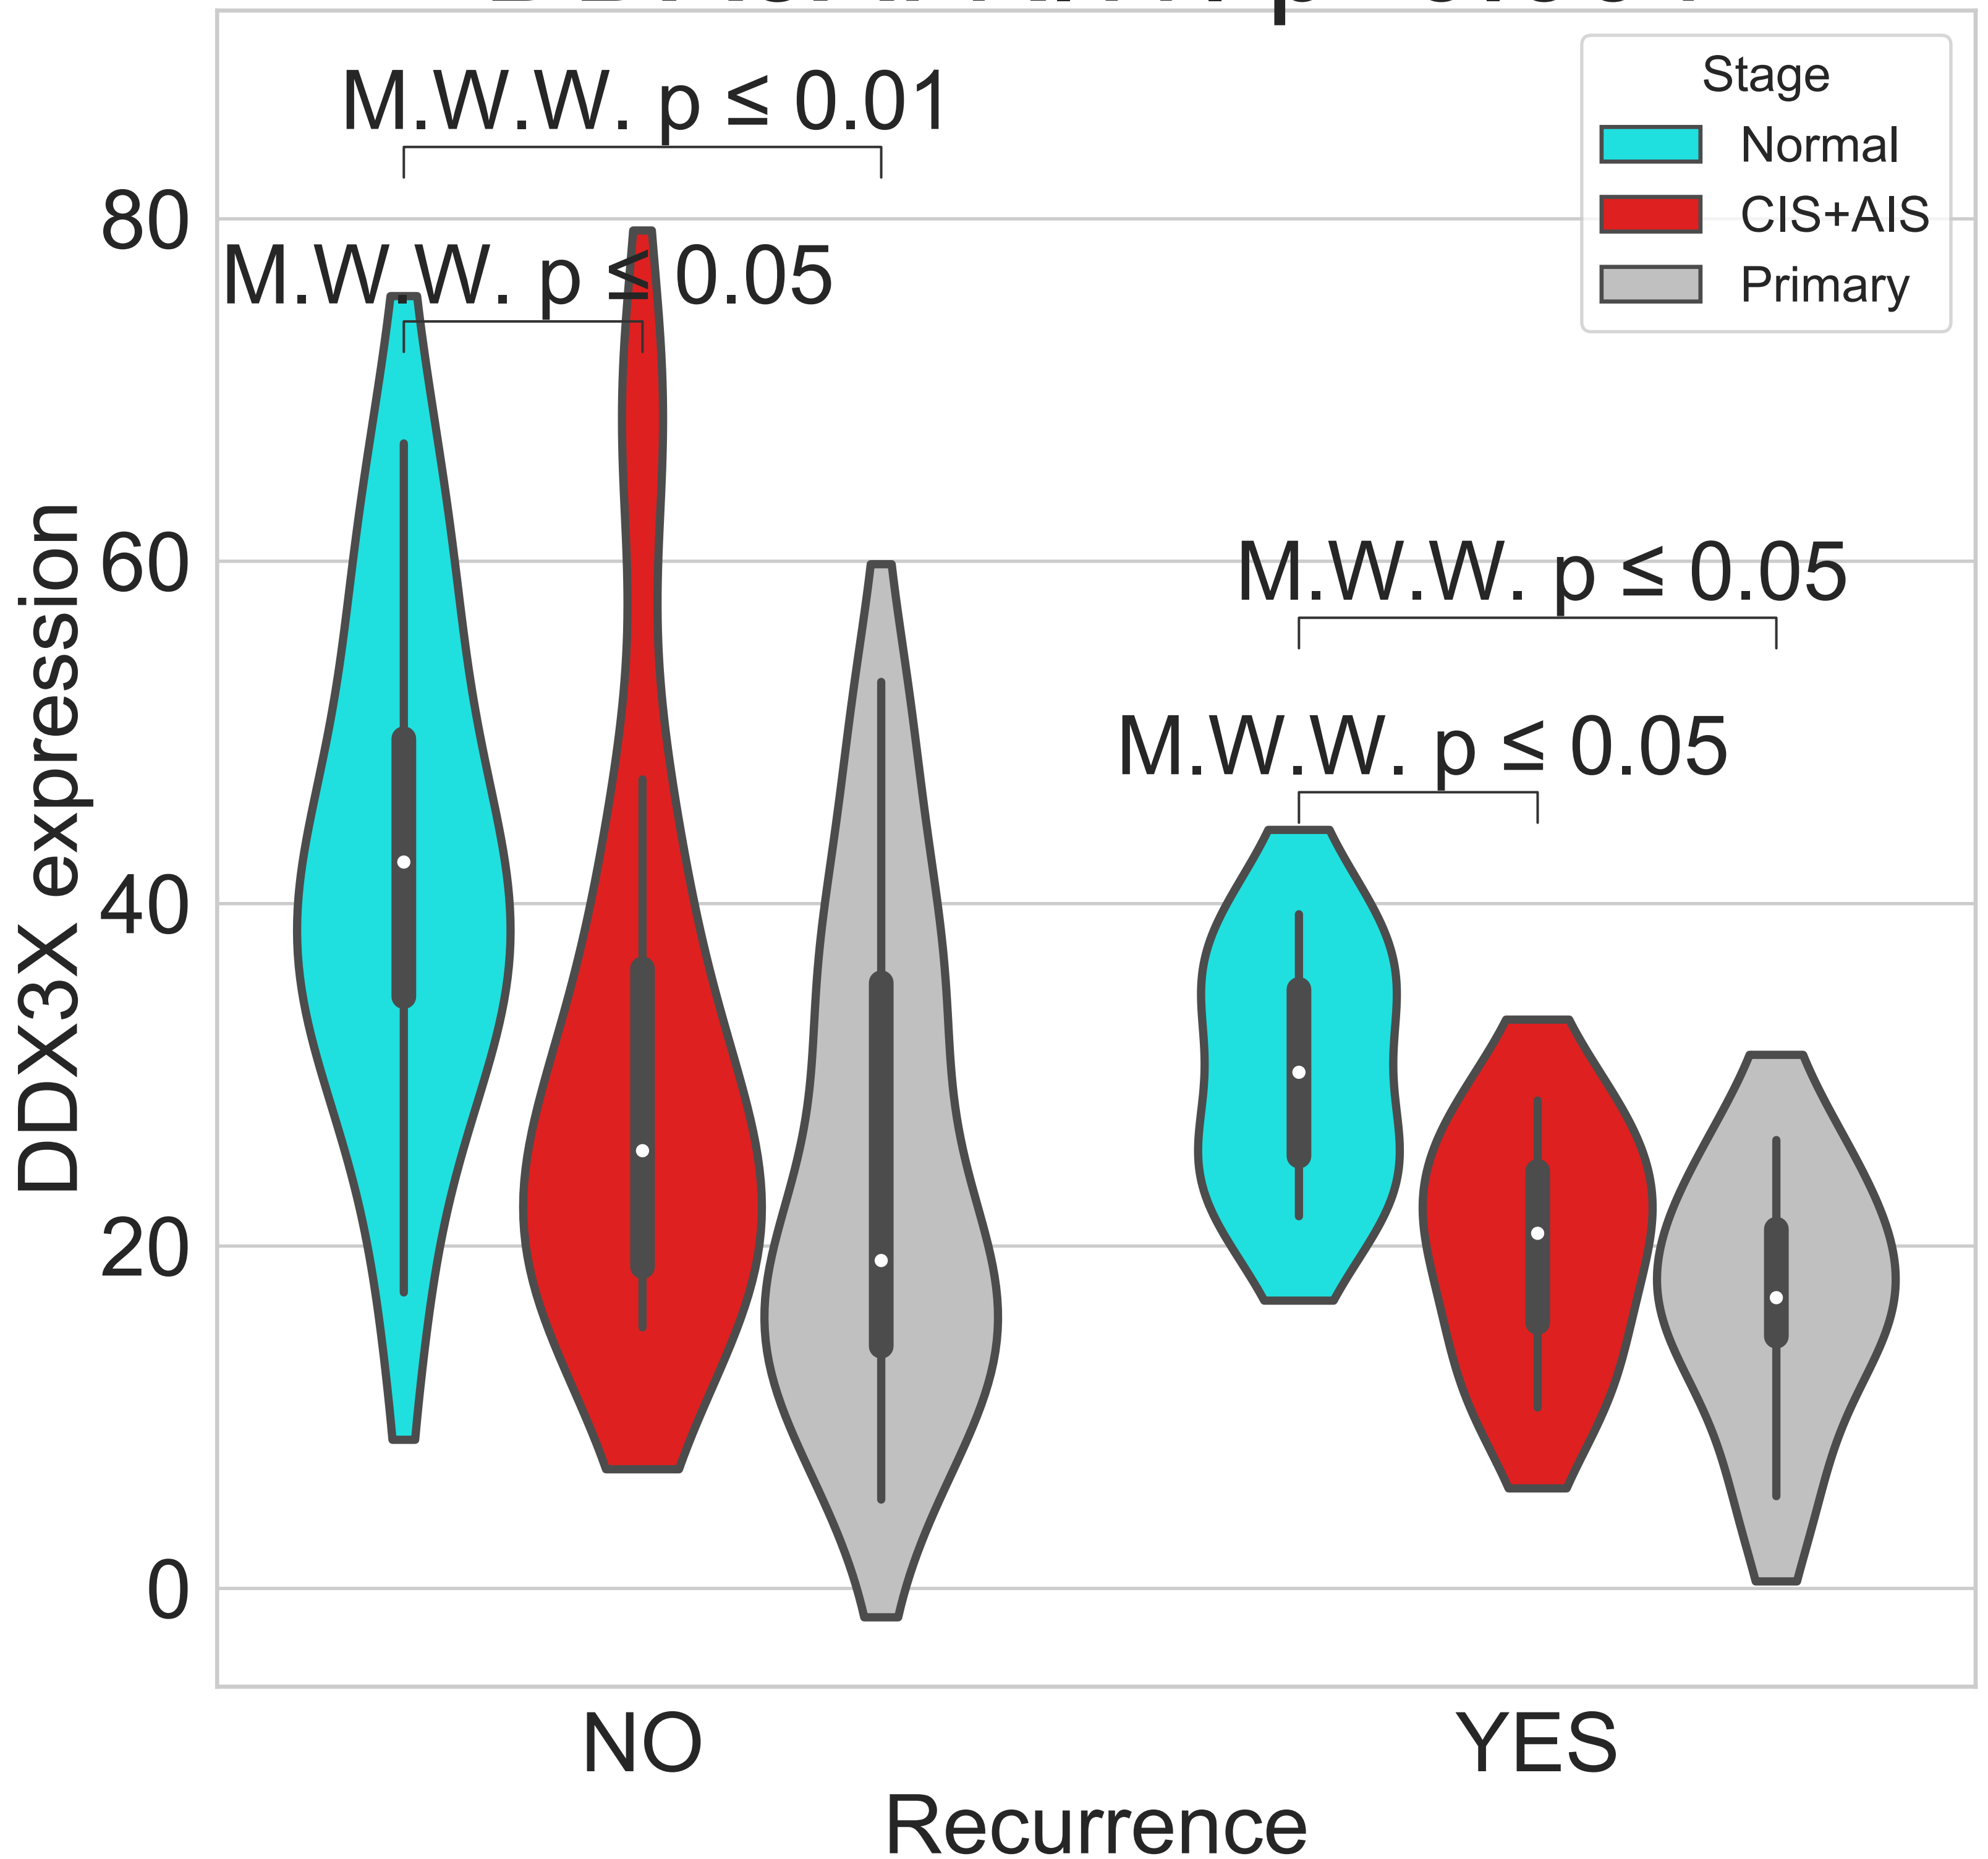 M.W.W. p ≤ 0.01
Stage
Normal
CIS+AIS
Primary
80
M.W.W. p ≤ 0.05
60
M.W.W. p ≤ 0.05
M.W.W. p ≤ 0.05
40
20
0
DDX3X expression
NO
YES
Recurrence